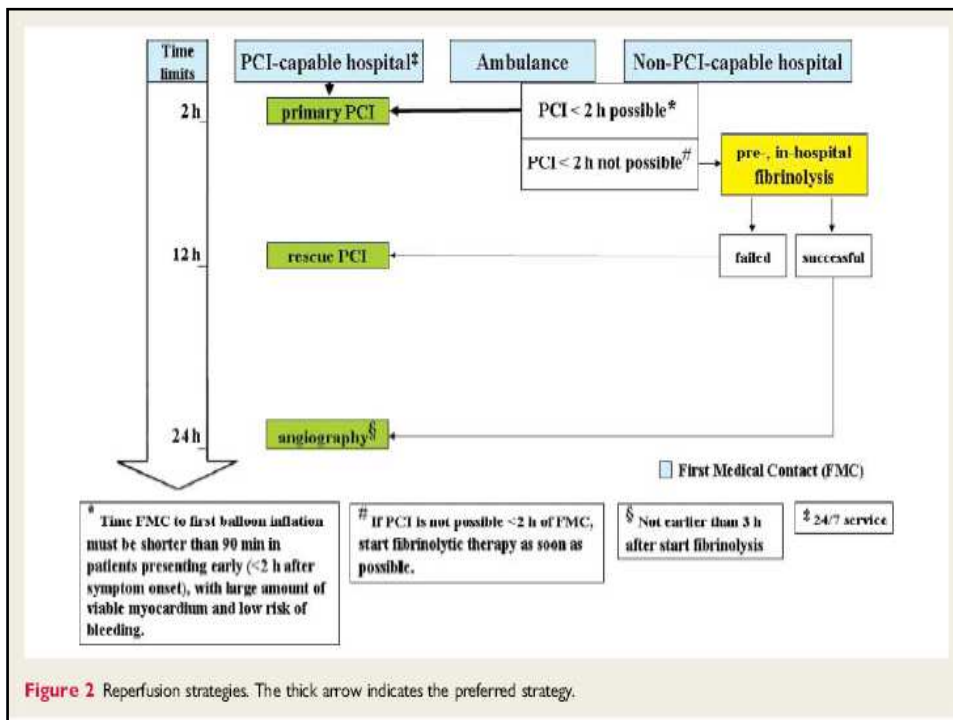 Time
limits
PCI-capable hospital‡
Ambulance
Non-PCI-capable hospital
2 h
primary PCI
PCI < 2 h possible*
PCI < 2 h not possible#
pre-, in-hospital
fibrinolysis
12 h
rescue PCI
failed
successful
24 h
angiography§
First Medical Contact (FMC)
* Time FMC to first balloon inflation
must be shorter than 90 min in
patients presenting early (<2 h after
symptom onset), with large amount of
viable myocardium and low risk of
bleeding.
# If PCI is not possible <2 h of FMC,
start fibrinolytic therapy as soon as
possible.
§ Not earlier than 3 h
after start fibrinolysis
‡ 24/7 service
Figure 2 Reperfusion strategies. The thick arrow indicates the preferred strategy.